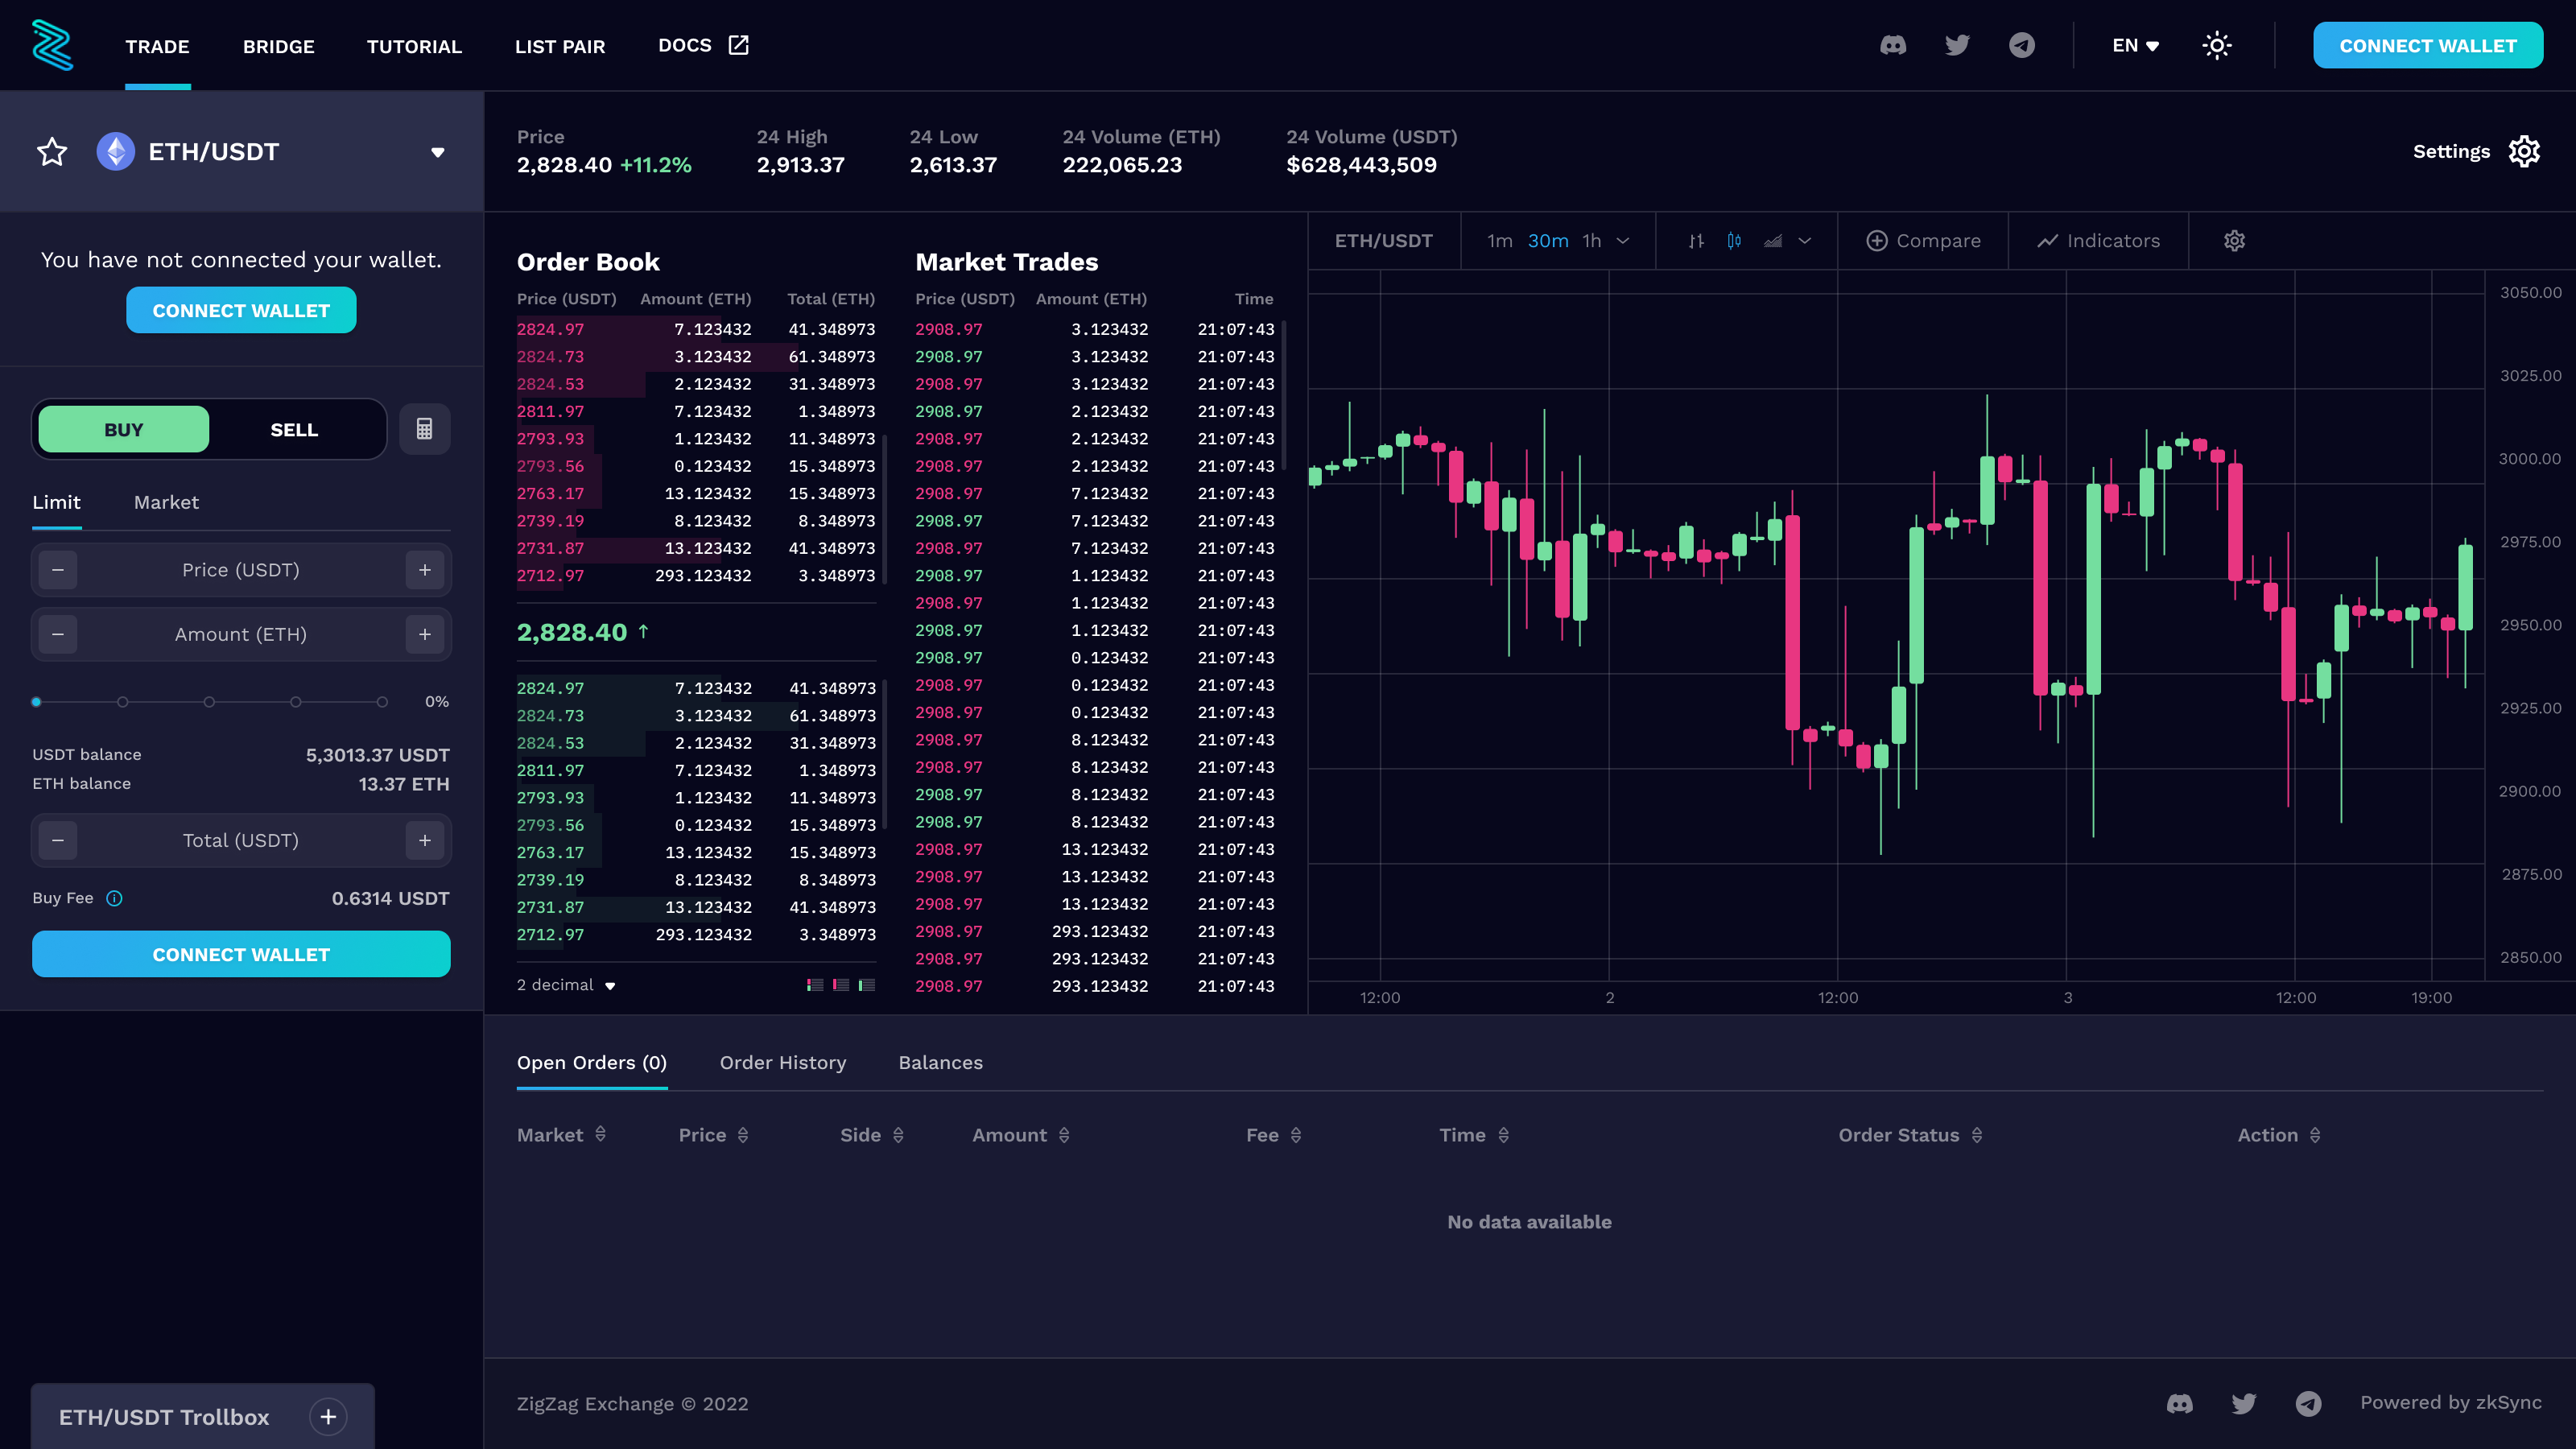 TRADE BRIDGE TUTORIAL LIST PAIR DOCS EN CONNECT WALLET
ETH/USDT
Price 24 High 24 Low 24 Volume (ETH) 24 Volume (USDT)
2,828.40 +11.2% 2,913.37 2,613.37 222,065.23 $628,443,509
Settings
You have not connected your wallet.
CONNECT WALLET
BUY SELL
Limit Market
− Price (USDT) +
− Amount (ETH) +
0%
USDT balance 5,3013.37 USDT
ETH balance 13.37 ETH
− Total (USDT) +
Buy Fee 0.6314 USDT
CONNECT WALLET
Order Book
Price (USDT) Amount (ETH) Total (ETH)
2824.97 7.123432 41.348973
2824.73 3.123432 61.348973
2824.53 2.123432 31.348973
2811.97 7.123432 1.348973
2793.93 1.123432 11.348973
2793.56 0.123432 15.348973
2763.17 13.123432 15.348973
2739.19 8.123432 8.348973
2731.87 13.123432 41.348973
2712.97 293.123432 3.348973
2,828.40 ↑
2824.97 7.123432 41.348973
2824.73 3.123432 61.348973
2824.53 2.123432 31.348973
2811.97 7.123432 1.348973
2793.93 1.123432 11.348973
2793.56 0.123432 15.348973
2763.17 13.123432 15.348973
2739.19 8.123432 8.348973
2731.87 13.123432 41.348973
2712.97 293.123432 3.348973
2 decimal
Market Trades
Price (USDT) Amount (ETH) Time
2908.97 3.123432 21:07:43
2908.97 3.123432 21:07:43
2908.97 3.123432 21:07:43
2908.97 2.123432 21:07:43
2908.97 2.123432 21:07:43
2908.97 2.123432 21:07:43
2908.97 7.123432 21:07:43
2908.97 7.123432 21:07:43
2908.97 7.123432 21:07:43
2908.97 1.123432 21:07:43
2908.97 1.123432 21:07:43
2908.97 1.123432 21:07:43
2908.97 0.123432 21:07:43
2908.97 0.123432 21:07:43
2908.97 0.123432 21:07:43
2908.97 8.123432 21:07:43
2908.97 8.123432 21:07:43
2908.97 8.123432 21:07:43
2908.97 8.123432 21:07:43
2908.97 13.123432 21:07:43
2908.97 13.123432 21:07:43
2908.97 13.123432 21:07:43
2908.97 293.123432 21:07:43
2908.97 293.123432 21:07:43
2908.97 293.123432 21:07:43
ETH/USDT 1m 30m 1h Compare Indicators
3050.00
3025.00
3000.00
2975.00
2950.00
2925.00
2900.00
2875.00
2850.00
12:00 2 12:00 3 12:00 19:00
Open Orders (0) Order History Balances
Market Price Side Amount Fee Time Order Status Action
No data available
ETH/USDT Trollbox +
ZigZag Exchange © 2022
Powered by zkSync